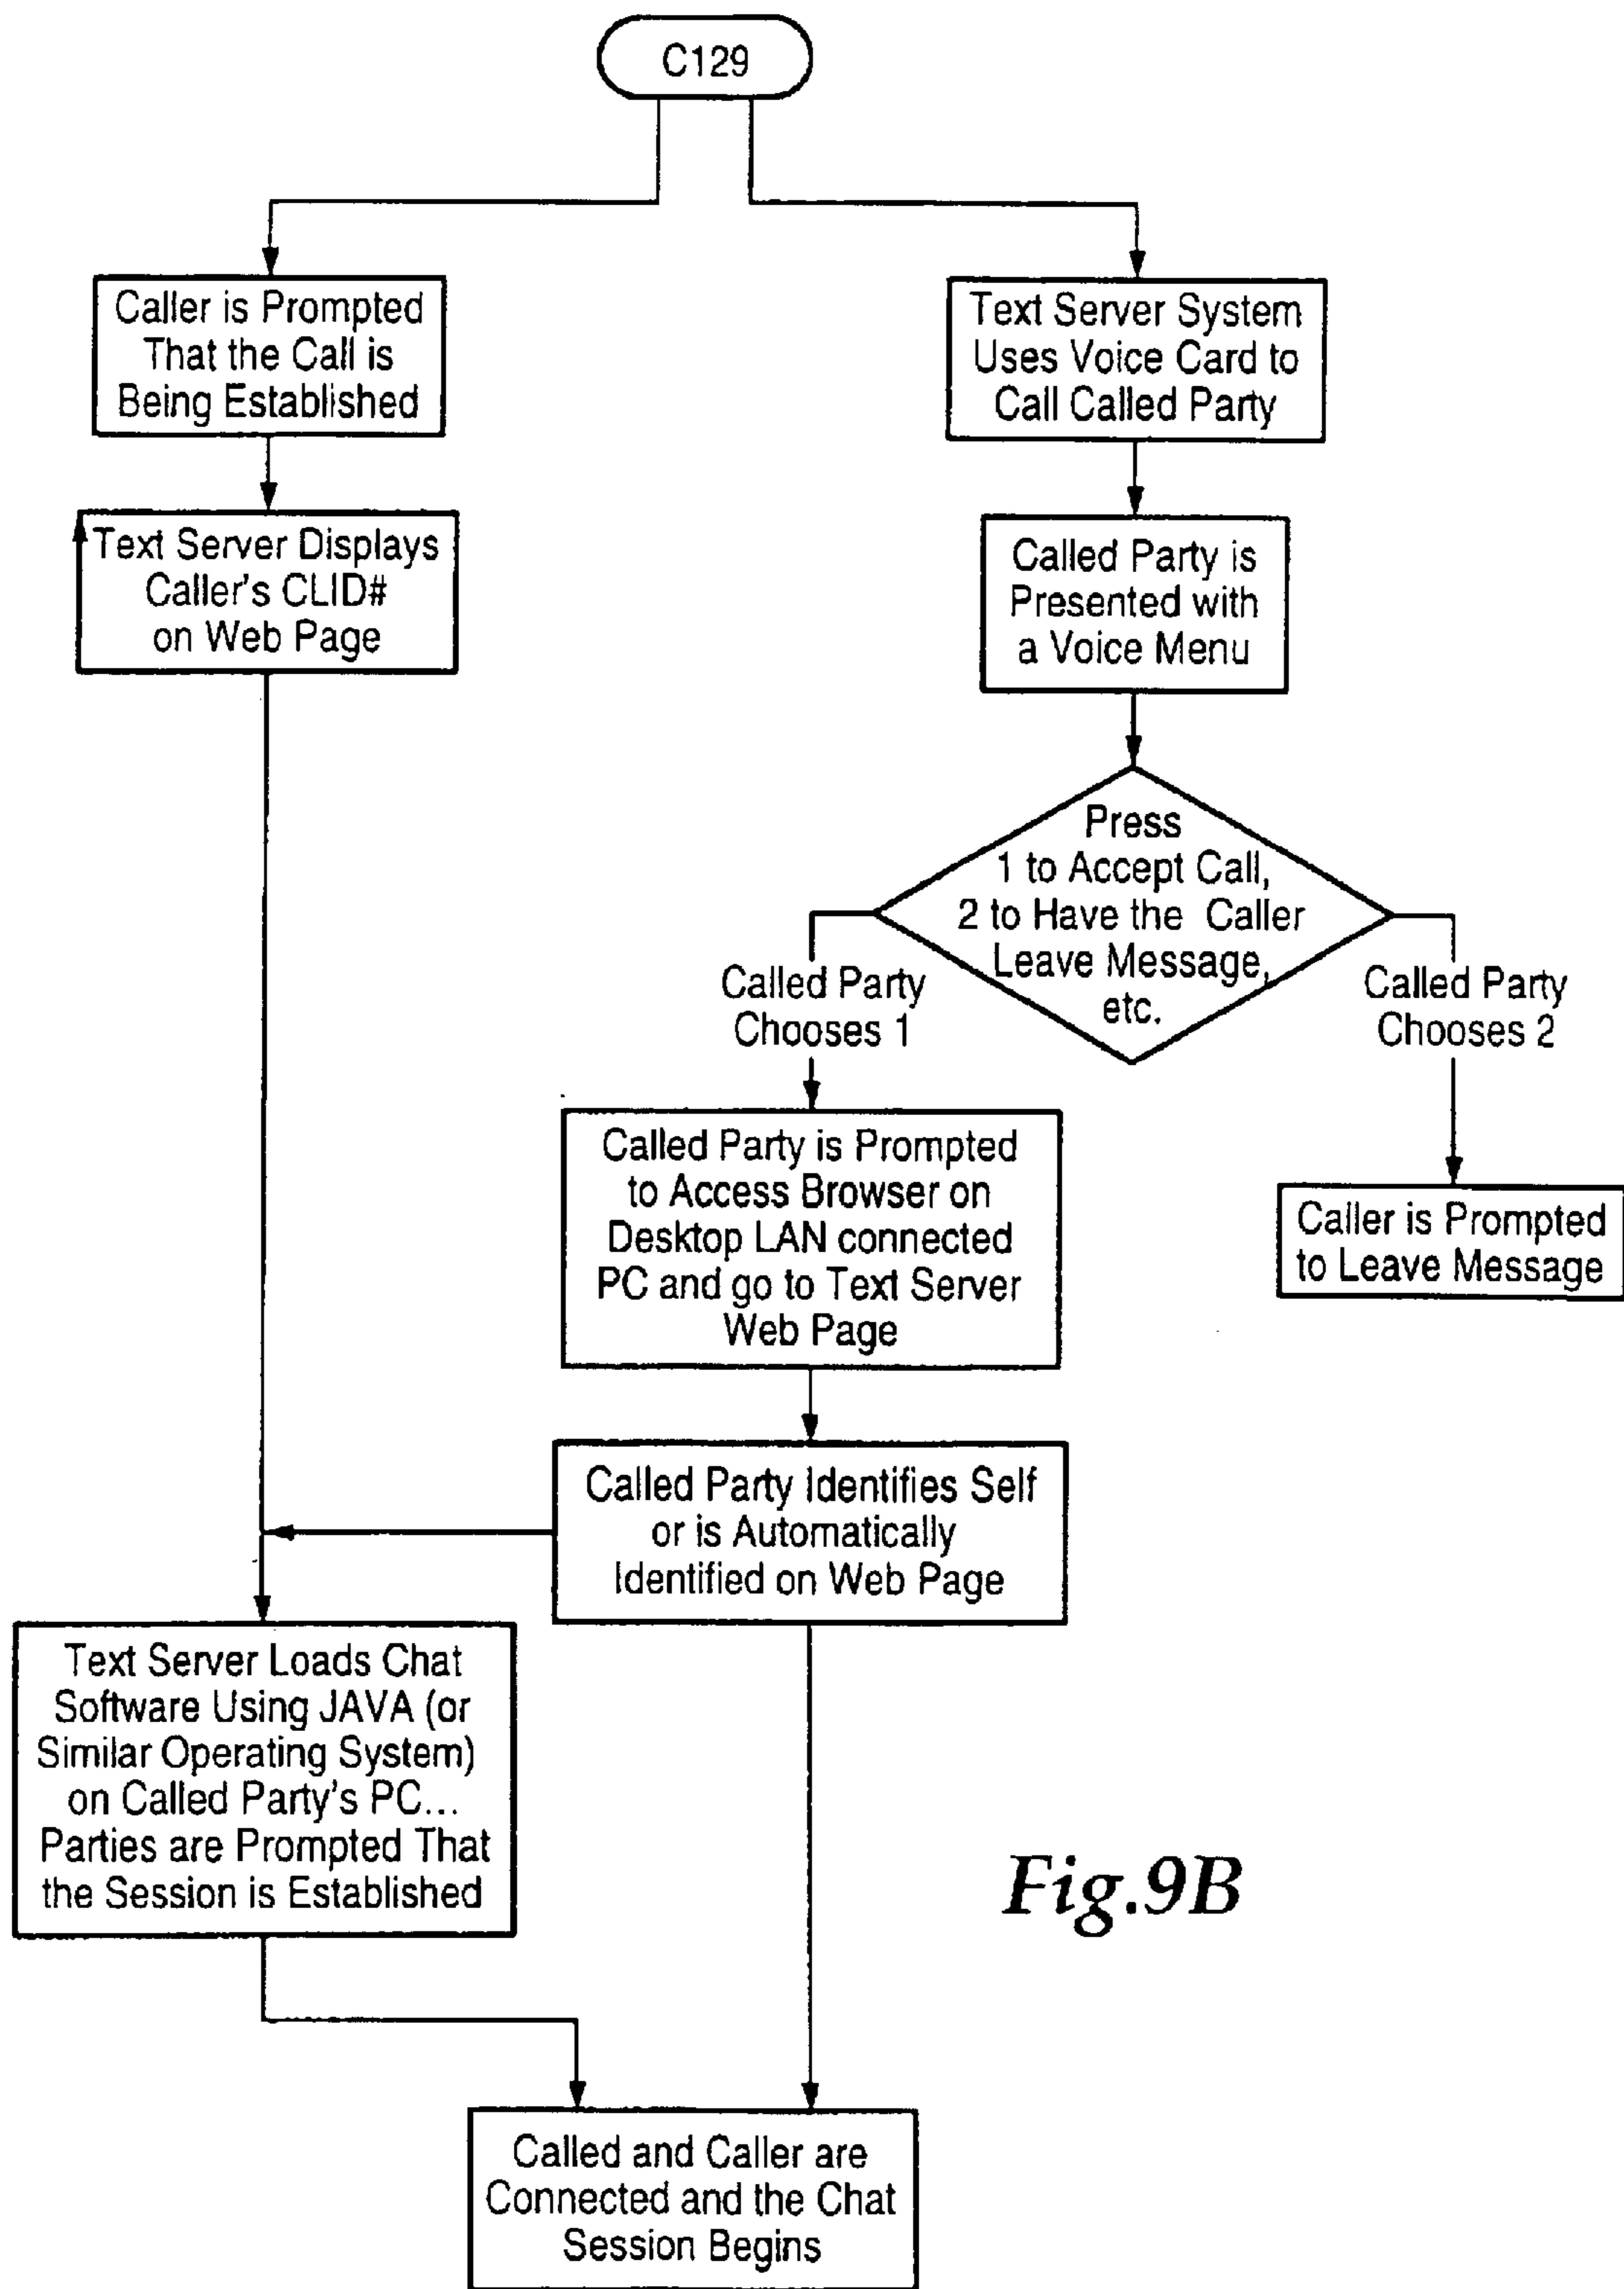 C129
Caller is Prompted
That the Call is
Being Established
Text Server System
Uses Voice Card to
Call Called Party
Text Server Displays
Caller's CLID#
on Web Page
Called Party is
Presented with
a Voice Menu
Press
1 to Accept Call,
2 to Have the Caller
Leave Message,
etc.
Called Party
Chooses 1
Called Party
Chooses 2
Called Party is Prompted
to Access Browser on
Desktop LAN connected
PC and go to Text Server
Web Page
Caller is Prompted
to Leave Message
Called Party Identifies Self
or is Automatically
Identified on Web Page
Text Server Loads Chat
Software Using JAVA (or
Similar Operating System)
on Called Party's PC...
Parties are Prompted That
the Session is Established
Fig.9B
Called and Caller are
Connected and the Chat
Session Begins